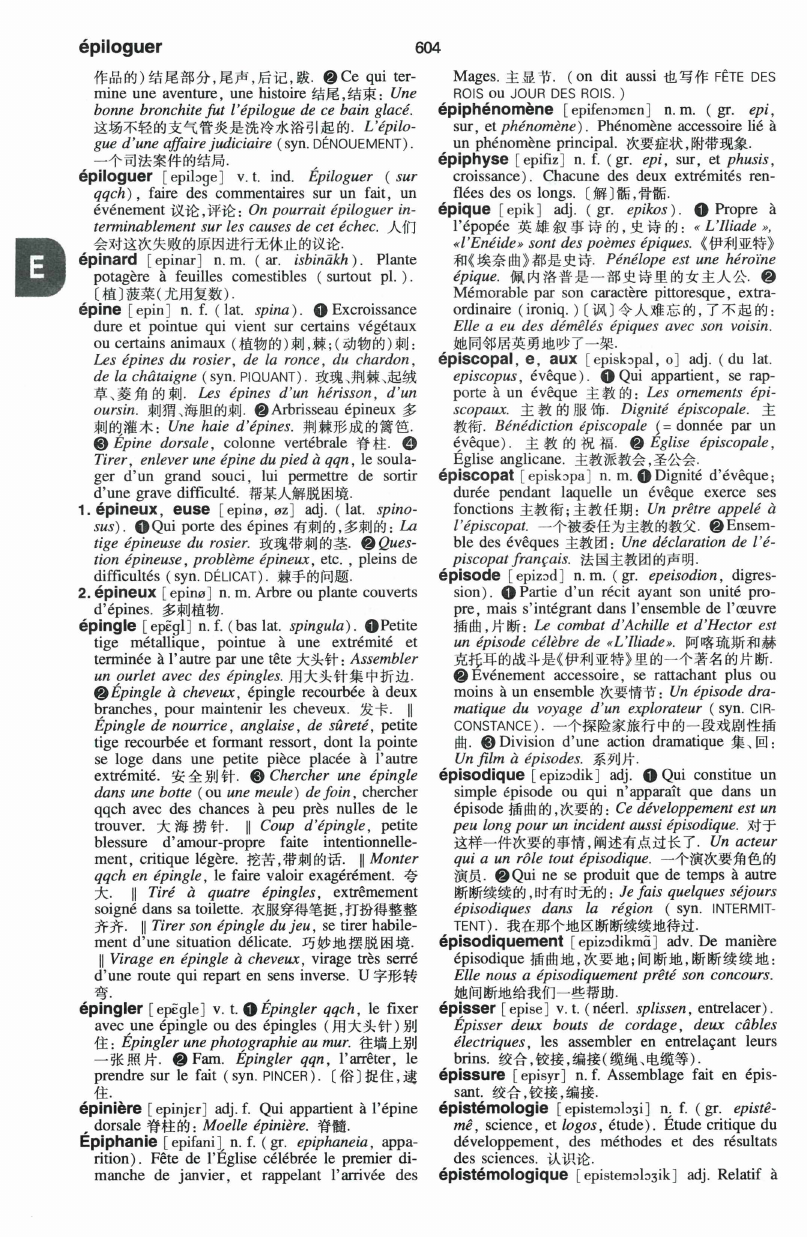 épiloguer
604
作品的)结尾部分,尾声,后记,跋. ❷ Ce qui ter-
mine une aventure, une histoire 结尾,结束: Une
bonne bronchite fut l'épilogue de ce bain glacé.
这场不轻的支气管炎是洗冷水浴引起的. L'épilo-
gue d'une affaire judiciaire (syn. DÉNOUEMENT).
一个司法案件的结局.
épiloguer [epilɔge] v. t. ind. Épiloguer ( sur
qqch) , faire des commentaires sur un fait, un
événement 议论,评论: On pourrait épiloguer in-
terminablement sur les causes de cet échec. 人们
会对这次失败的原因进行无休止的议论.
épinard [epinar] n. m. ( ar. isbinākh ). Plante
potagère à feuilles comestibles ( surtout pl. ).
〔植〕菠菜(尤用复数).
épine [epin] n. f. (lat. spina). ❶ Excroissance
dure et pointue qui vient sur certains végétaux
ou certains animaux (植物的)刺,棘;(动物的)刺:
Les épines du rosier, de la ronce, du chardon,
de la châtaigne (syn. PIQUANT). 玫瑰、荆棘、起绒
草、菱角的刺. Les épines d'un hérisson, d'un
oursin. 刺猬、海胆的刺. ❷ Arbrisseau épineux 多
刺的灌木: Une haie d'épines. 荆棘形成的篱笆.
❸ Épine dorsale, colonne vertébrale 脊柱. ❹
Tirer, enlever une épine du pied à qqn, le soula-
ger d'un grand souci, lui permettre de sortir
d'une grave difficulté. 帮某人解脱困境.
1. épineux, euse [epinø, øz] adj. ( lat. spino-
sus). ❶ Qui porte des épines 有刺的,多刺的: La
tige épineuse du rosier. 玫瑰带刺的茎. ❷ Ques-
tion épineuse, problème épineux, etc. , pleins de
difficultés (syn. DÉLICAT). 棘手的问题.
2. épineux [epinø] n. m. Arbre ou plante couverts
d'épines. 多刺植物.
épingle [epɛ̃gl] n. f. (bas lat. spingula). ❶ Petite
tige métallique, pointue à une extrémité et
terminée à l'autre par une tête 大头针: Assembler
un ourlet avec des épingles. 用大头针集中折边.
❷ Épingle à cheveux, épingle recourbée à deux
branches, pour maintenir les cheveux. 发卡. ‖
Épingle de nourrice, anglaise, de sûreté, petite
tige recourbée et formant ressort, dont la pointe
se loge dans une petite pièce placée à l'autre
extrémité. 安全别针. ❸ Chercher une épingle
dans une botte (ou une meule) de foin, chercher
qqch avec des chances à peu près nulles de le
trouver. 大海捞针. ‖ Coup d'épingle, petite
blessure d'amour-propre faite intentionnelle-
ment, critique légère. 挖苦,带刺的话. ‖ Monter
qqch en épingle, le faire valoir exagérément. 夸
大. ‖ Tiré à quatre épingles, extrêmement
soigné dans sa toilette. 衣服穿得笔挺,打扮得整整
齐齐. ‖ Tirer son épingle du jeu, se tirer habile-
ment d'une situation délicate. 巧妙地摆脱困境.
‖ Virage en épingle à cheveux, virage très serré
d'une route qui repart en sens inverse. U字形转
弯.
épingler [epɛ̃gle] v. t. ❶ Épingler qqch, le fixer
avec une épingle ou des épingles (用大头针)别
住: Épingler une photographie au mur. 往墙上别
一张照片. ❷ Fam. Épingler qqn, l'arrêter, le
prendre sur le fait (syn. PINCER). 〔俗〕捉住,逮
住.
épinière [epinjɛr] adj. f. Qui appartient à l'épine
dorsale 脊柱的: Moelle épinière. 脊髓.
Épiphanie [epifani] n. f. ( gr. epiphaneia, appa-
rition). Fête de l'Église célébrée le premier di-
manche de janvier, et rappelant l'arrivée des
E
Mages. 主显节. (on dit aussi 也写作 FÊTE DES
ROIS ou JOUR DES ROIS. )
épiphénomène [epifenɔmɛn] n. m. ( gr. epi,
sur, et phénomène). Phénomène accessoire lié à
un phénomène principal. 次要症状,附带现象.
épiphyse [epifiz] n. f. (gr. epi, sur, et phusis,
croissance). Chacune des deux extrémités ren-
flées des os longs. 〔解〕骺,骨骺.
épique [epik] adj. ( gr. epikos). ❶ Propre à
l'épopée 英雄叙事诗的,史诗的: « L'Iliade »,
«l'Enéide» sont des poèmes épiques.《伊利亚特》
和《埃奈曲》都是史诗. Pénélope est une héroïne
épique. 佩内洛普是一部史诗里的女主人公. ❷
Mémorable par son caractère pittoresque, extra-
ordinaire (ironiq. )〔讽〕令人难忘的,了不起的:
Elle a eu des démêlés épiques avec son voisin.
她同邻居英勇地吵了一架.
épiscopal, e, aux [episkɔpal, o] adj. (du lat.
episcopus, évêque). ❶ Qui appartient, se rap-
porte à un évêque 主教的: Les ornements épi-
scopaux. 主教的服饰. Dignité épiscopale. 主
教衔. Bénédiction épiscopale (= donnée par un
évêque). 主教的祝福. ❷ Église épiscopale,
Église anglicane. 主教派教会,圣公会.
épiscopat [episkɔpa] n. m. ❶ Dignité d'évêque;
durée pendant laquelle un évêque exerce ses
fonctions 主教衔;主教任期: Un prêtre appelé à
l'épiscopat. 一个被委任为主教的教父. ❷ Ensem-
ble des évêques 主教团: Une déclaration de l'é-
piscopat français. 法国主教团的声明.
épisode [epizɔd] n. m. ( gr. epeisodion, digres-
sion). ❶ Partie d'un récit ayant son unité pro-
pre, mais s'intégrant dans l'ensemble de l'œuvre
插曲,片断: Le combat d'Achille et d'Hector est
un épisode célèbre de «L'Iliade». 阿喀琉斯和赫
克托耳的战斗是《伊利亚特》里的一个著名的片断.
❷ Événement accessoire, se rattachant plus ou
moins à un ensemble 次要情节: Un épisode dra-
matique du voyage d'un explorateur (syn. CIR-
CONSTANCE). 一个探险家旅行中的一段戏剧性插
曲. ❸ Division d'une action dramatique 集、回:
Un film à épisodes. 系列片.
épisodique [epizɔdik] adj. ❶ Qui constitue un
simple épisode ou qui n'apparaît que dans un
épisode 插曲的,次要的: Ce développement est un
peu long pour un incident aussi épisodique. 对于
这样一件次要的事情,阐述有点过长了. Un acteur
qui a un rôle tout épisodique. 一个演次要角色的
演员. ❷ Qui ne se produit que de temps à autre
断断续续的,时有时无的: Je fais quelques séjours
épisodiques dans la région ( syn. INTERMIT-
TENT). 我在那个地区断断续续地待过.
épisodiquement [epizɔdikmɑ̃] adv. De manière
épisodique 插曲地,次要地;间断地,断断续续地:
Elle nous a épisodiquement prêté son concours.
她间断地给我们一些帮助.
épisser [epise] v. t. (néerl. splissen, entrelacer).
Épisser deux bouts de cordage, deux câbles
électriques, les assembler en entrelaçant leurs
brins. 绞合,铰接,编接(缆绳、电缆等).
épissure [episyr] n. f. Assemblage fait en épis-
sant. 绞合,铰接,编接.
épistémologie [epistemɔlɔʒi] n. f. ( gr. epistê-
mê, science, et logos, étude). Étude critique du
développement, des méthodes et des résultats
des sciences. 认识论.
épistémologique [epistemɔlɔʒik] adj. Relatif à